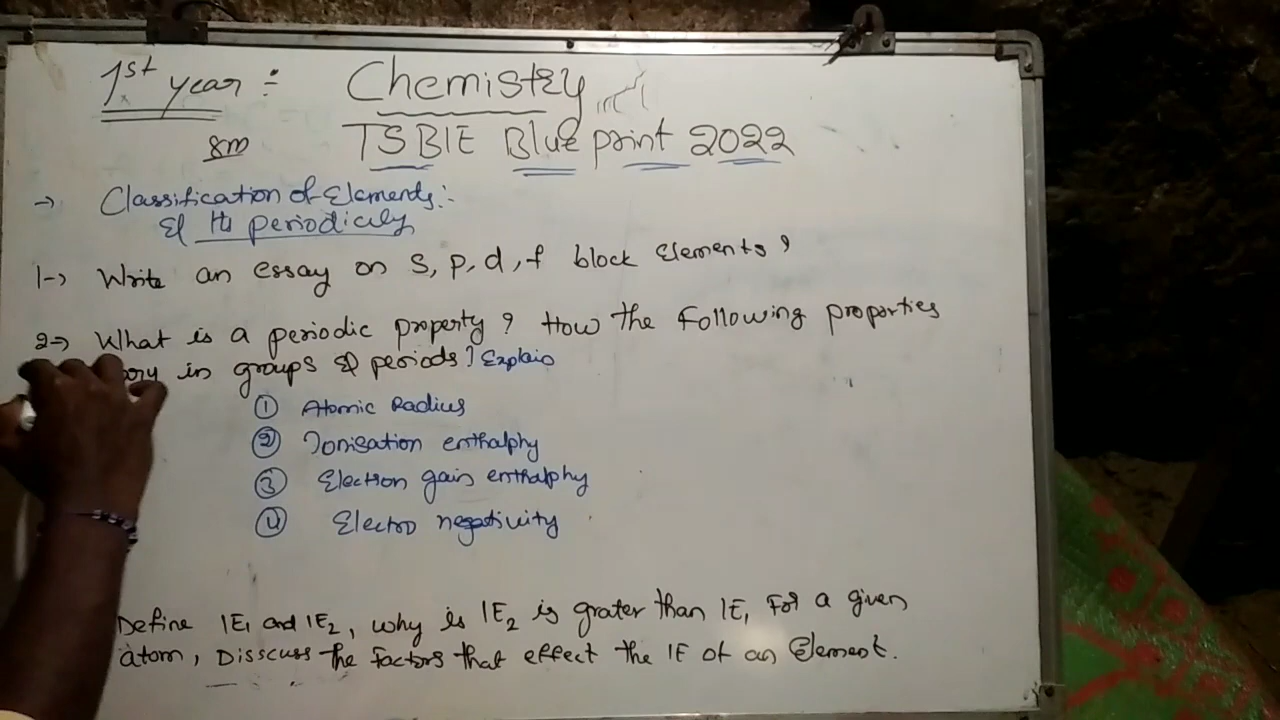 1st year :
Chemistry
8m
TSBIE Blue print 2022
→ Classification of Elements:-
& Its periodicity
1→ Write an essay on S, p, d, f block Elements?
2→ What is a periodic property? How the Following properties
in groups & periods? Explain
① Atomic Radius
② Ionisation enthalphy
③ Electron gain enthalphy
④ Electro negativity
Define IE1 and IE2, why is IE2 is grater than IE1 For a given
atom, Disscuss the Factors that effect the IE of an Element.